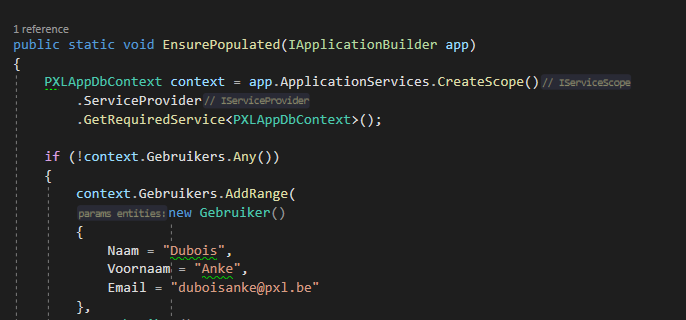 1 reference
public static void EnsurePopulated(IApplicationBuilder app)
{
PXLAppDbContext context = app.ApplicationServices.CreateScope() // IServiceScope
.ServiceProvider // IServiceProvider
.GetRequiredService<PXLAppDbContext>();
if (!context.Gebruikers.Any())
{
context.Gebruikers.AddRange(
params entities: new Gebruiker()
{
Naam = "Dubois",
Voornaam = "Anke",
Email = "duboisanke@pxl.be"
},